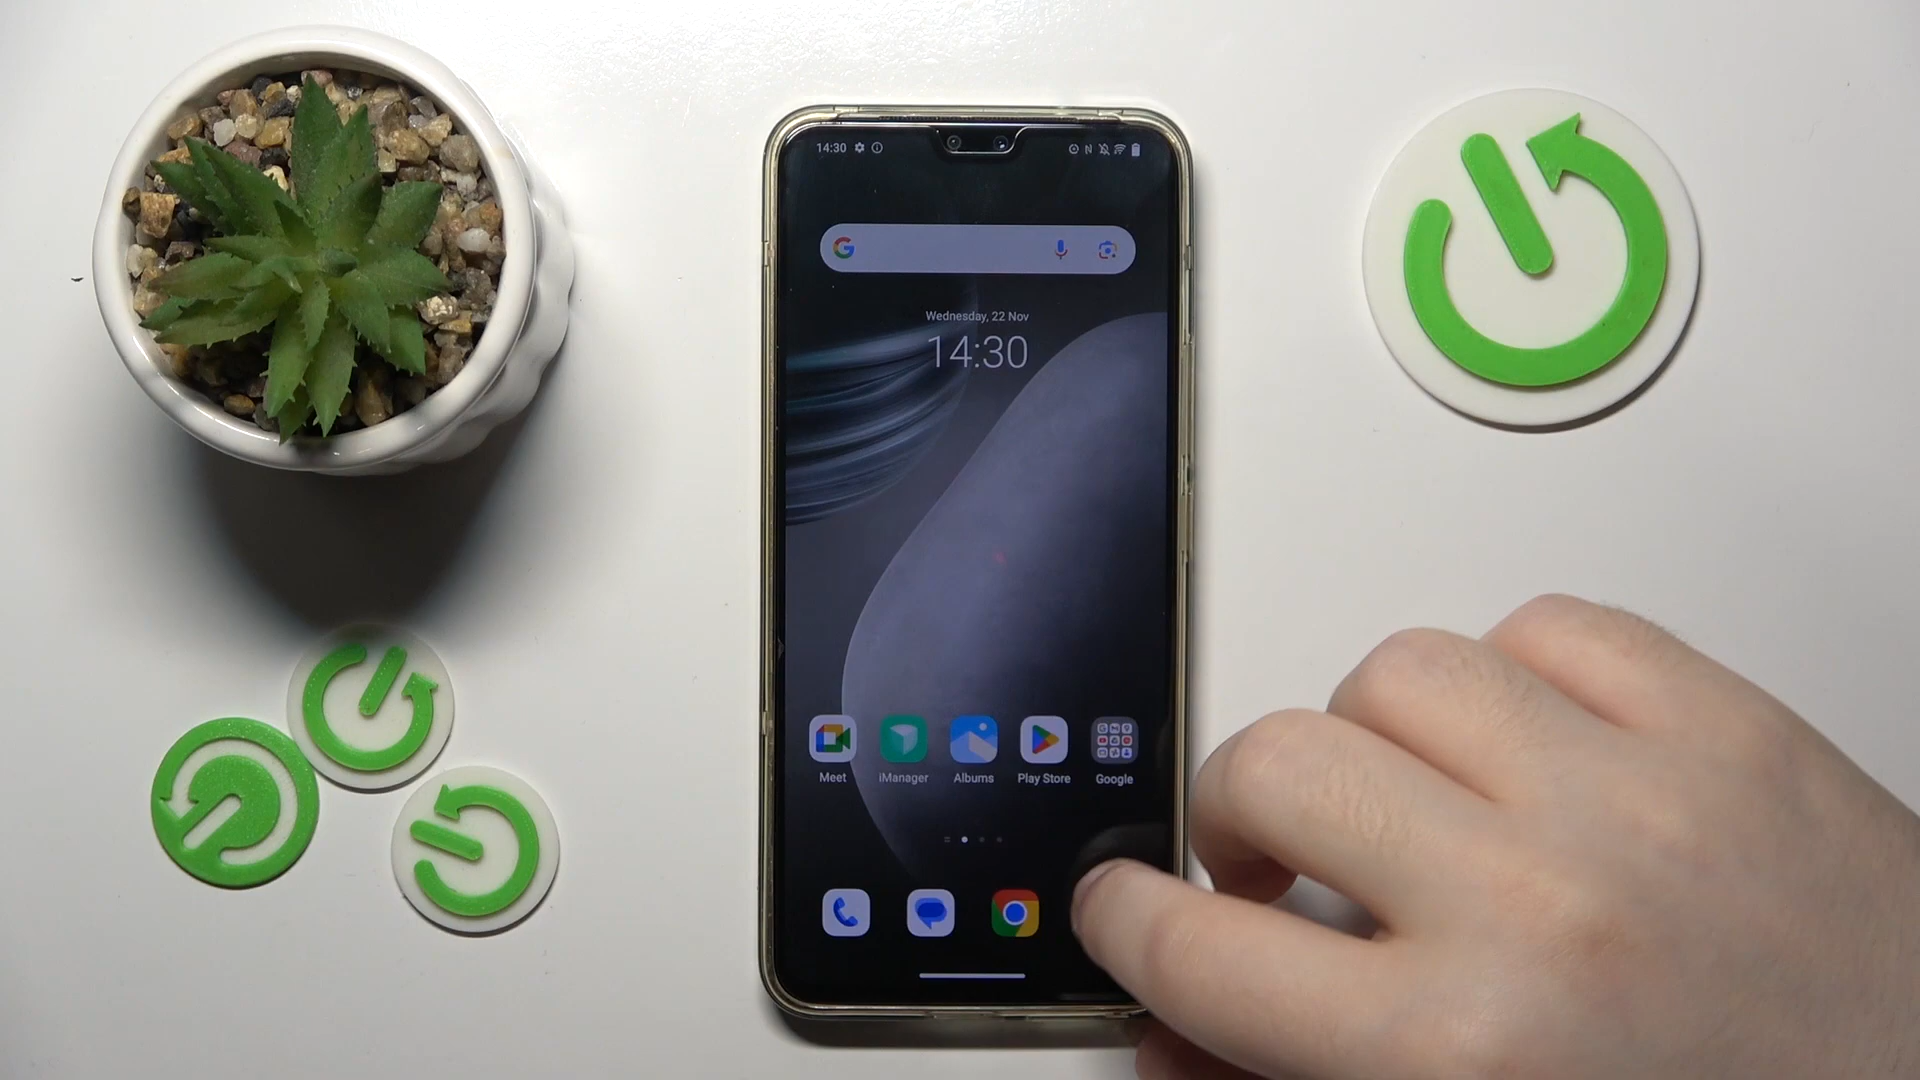 14:30
Wednesday, 22 Nov
14:30
Meet
iManager
Albums
Play Store
Google